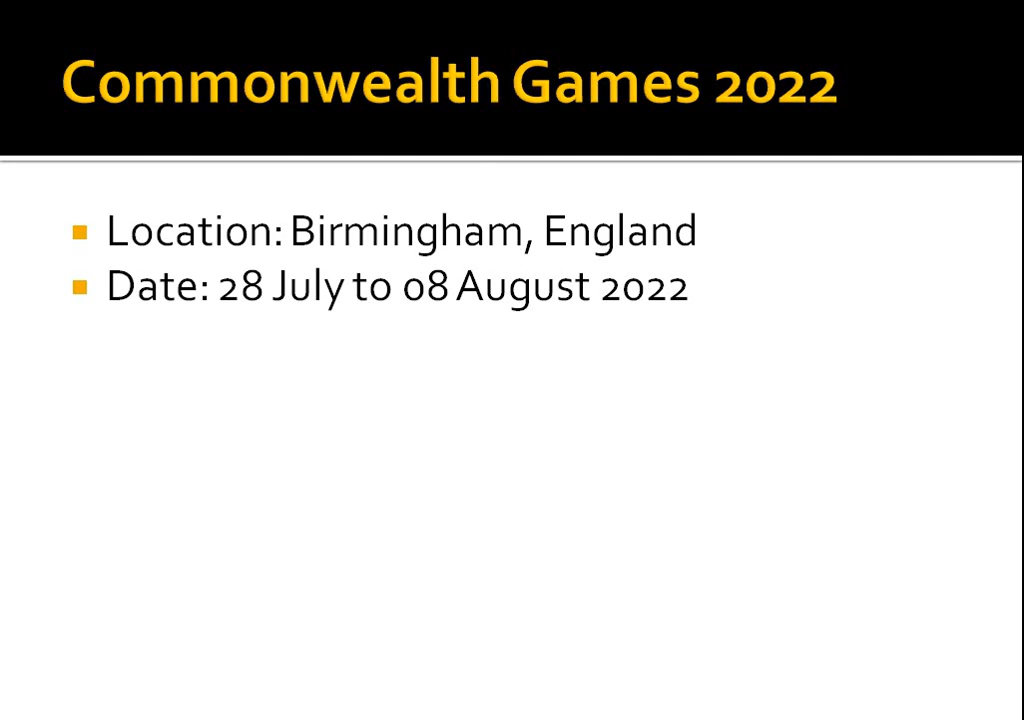 Commonwealth Games 2022
Location: Birmingham, England
Date: 28 July to 08 August 2022